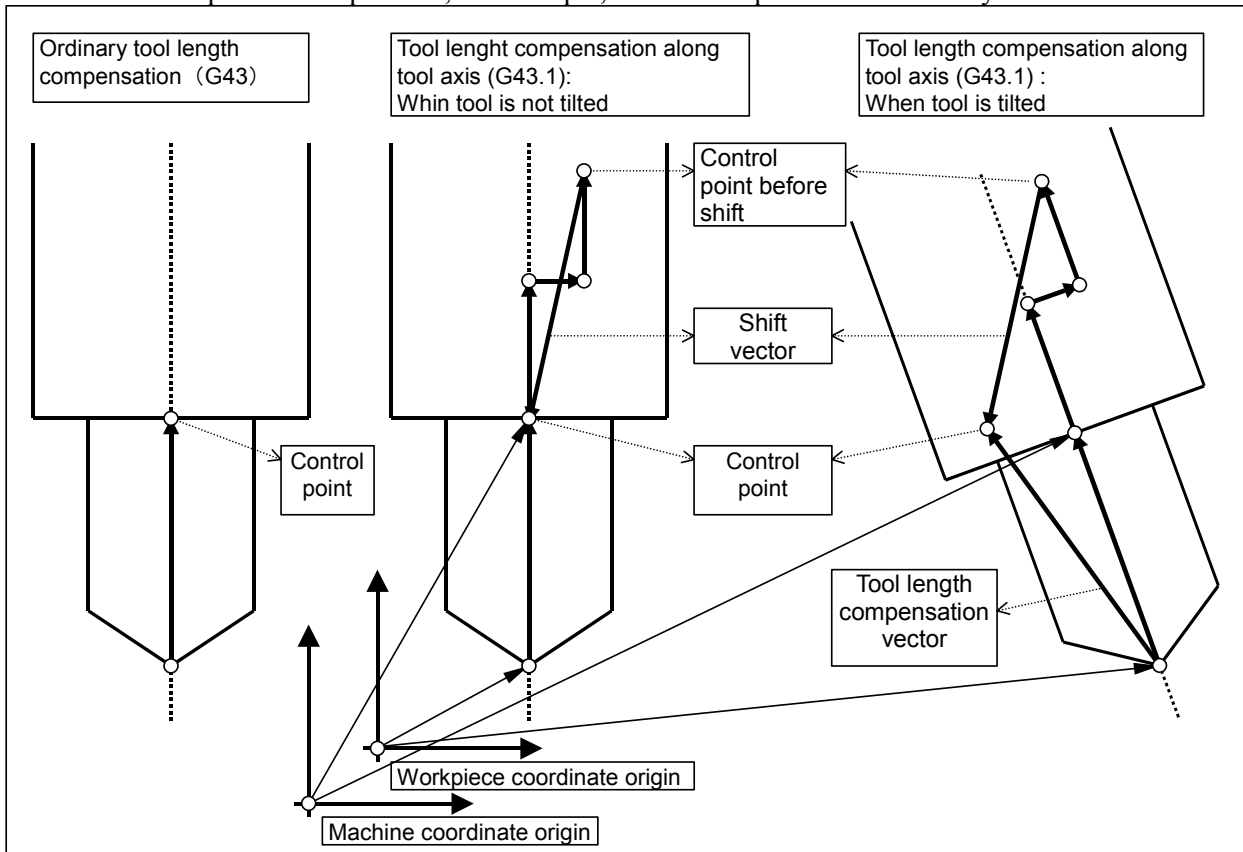 Ordinary tool length
compensation（G43）
Tool lenght compensation along
tool axis (G43.1):
Whin tool is not tilted
Tool length compensation along
tool axis (G43.1) :
When tool is tilted
Control
point before
shift
Shift
vector
Control
point
Control
point
Tool length
compensation
vector
Workpiece coordinate origin
Machine coordinate origin